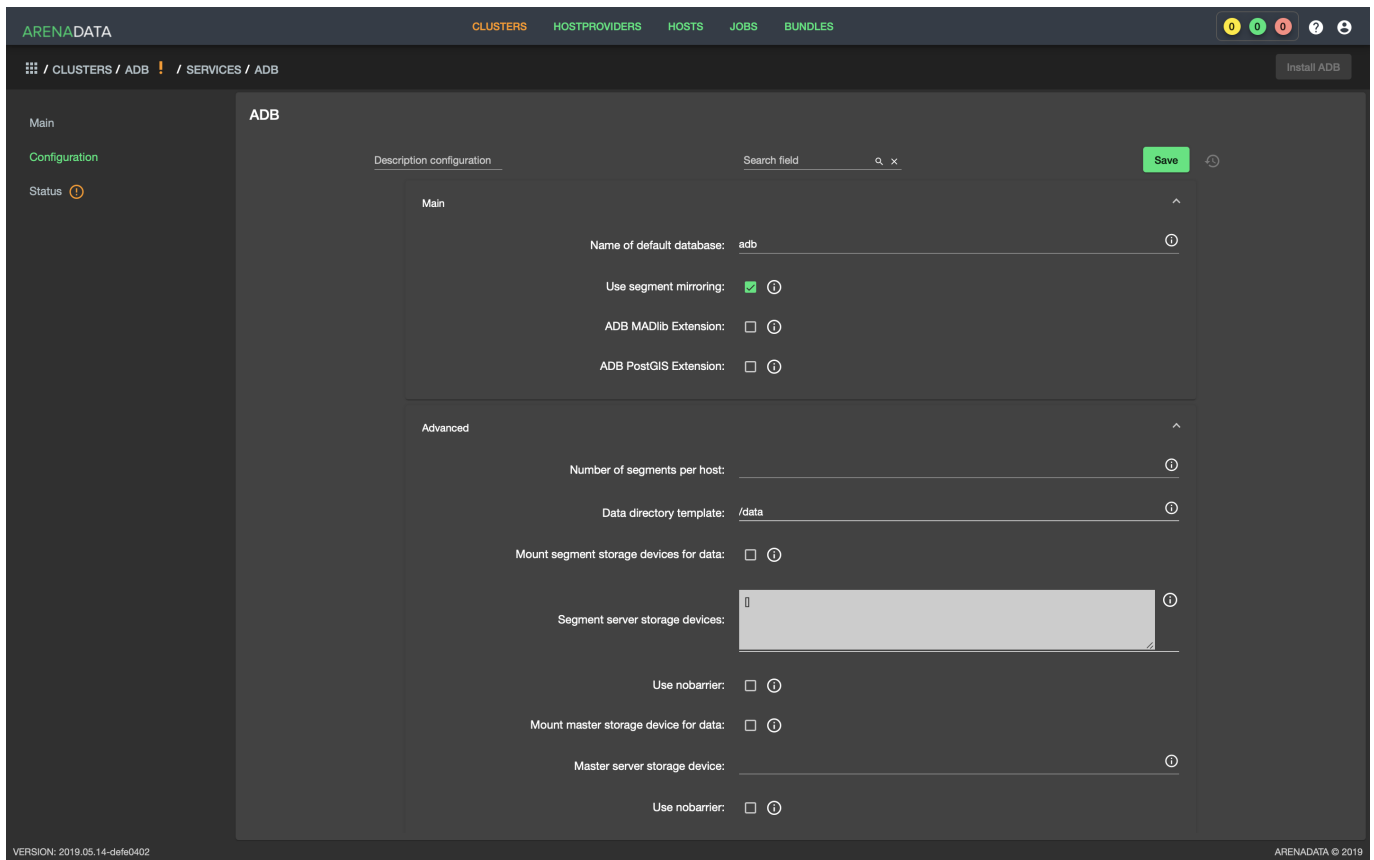 ARENADATA
CLUSTERS HOSTPROVIDERS HOSTS JOBS BUNDLES
0 0 0 ?
/ CLUSTERS / ADB ! / SERVICES / ADB
Install ADB
Main
Configuration
Status !
ADB
Description configuration
Search field
Save
Main
Name of default database: adb
Use segment mirroring:
ADB MADlib Extension:
ADB PostGIS Extension:
Advanced
Number of segments per host:
Data directory template: /data
Mount segment storage devices for data:
Segment server storage devices: []
Use nobarrier:
Mount master storage device for data:
Master server storage device:
Use nobarrier:
VERSION: 2019.05.14-defe0402
ARENADATA © 2019